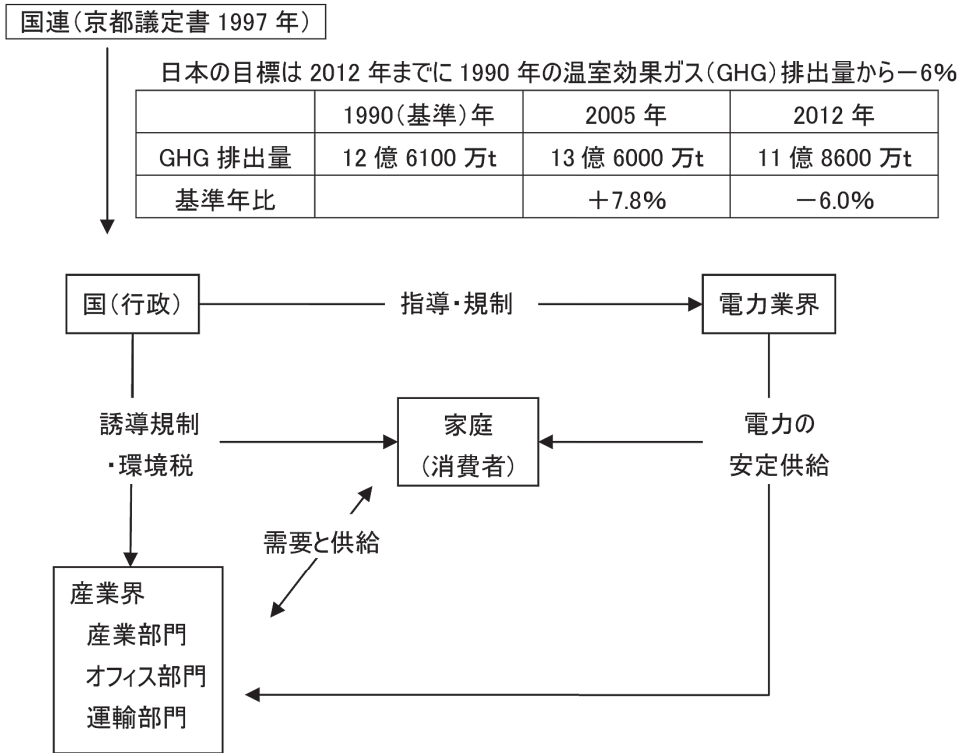 国連(京都議定書 1997 年)
日本の目標は 2012 年までに 1990 年の温室効果ガス(GHG)排出量から－6%
1990(基準)年 2005 年 2012 年
GHG 排出量 12 億 6100 万t 13 億 6000 万t 11 億 8600 万t
基準年比 ＋7.8% －6.0%
国(行政)
指導・規制
電力業界
誘導規制
・環境税
家庭
(消費者)
電力の
安定供給
需要と供給
産業界
産業部門
オフィス部門
運輸部門